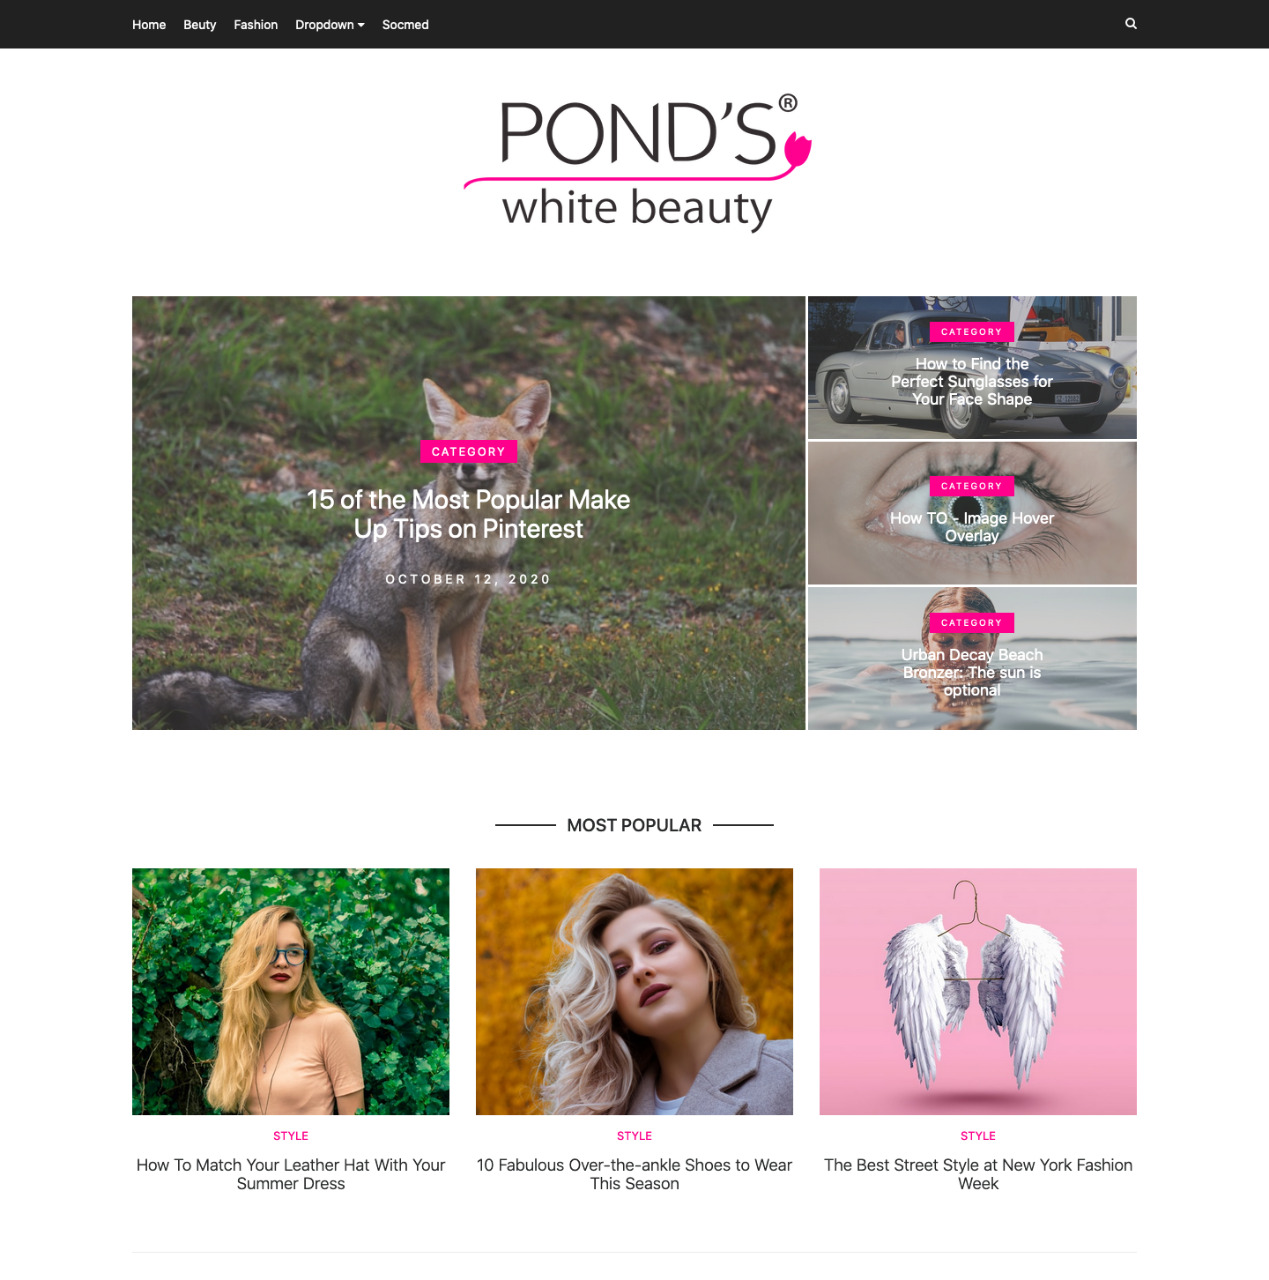 Home Beuty Fashion Dropdown Socmed
POND'S®
white beauty
CATEGORY
15 of the Most Popular Make
Up Tips on Pinterest
OCTOBER 12, 2020
CATEGORY
How to Find the
Perfect Sunglasses for
Your Face Shape
CATEGORY
How TO - Image Hover
Overlay
CATEGORY
Urban Decay Beach
Bronzer: The sun is
optional
MOST POPULAR
STYLE
How To Match Your Leather Hat With Your
Summer Dress
STYLE
10 Fabulous Over-the-ankle Shoes to Wear
This Season
STYLE
The Best Street Style at New York Fashion
Week